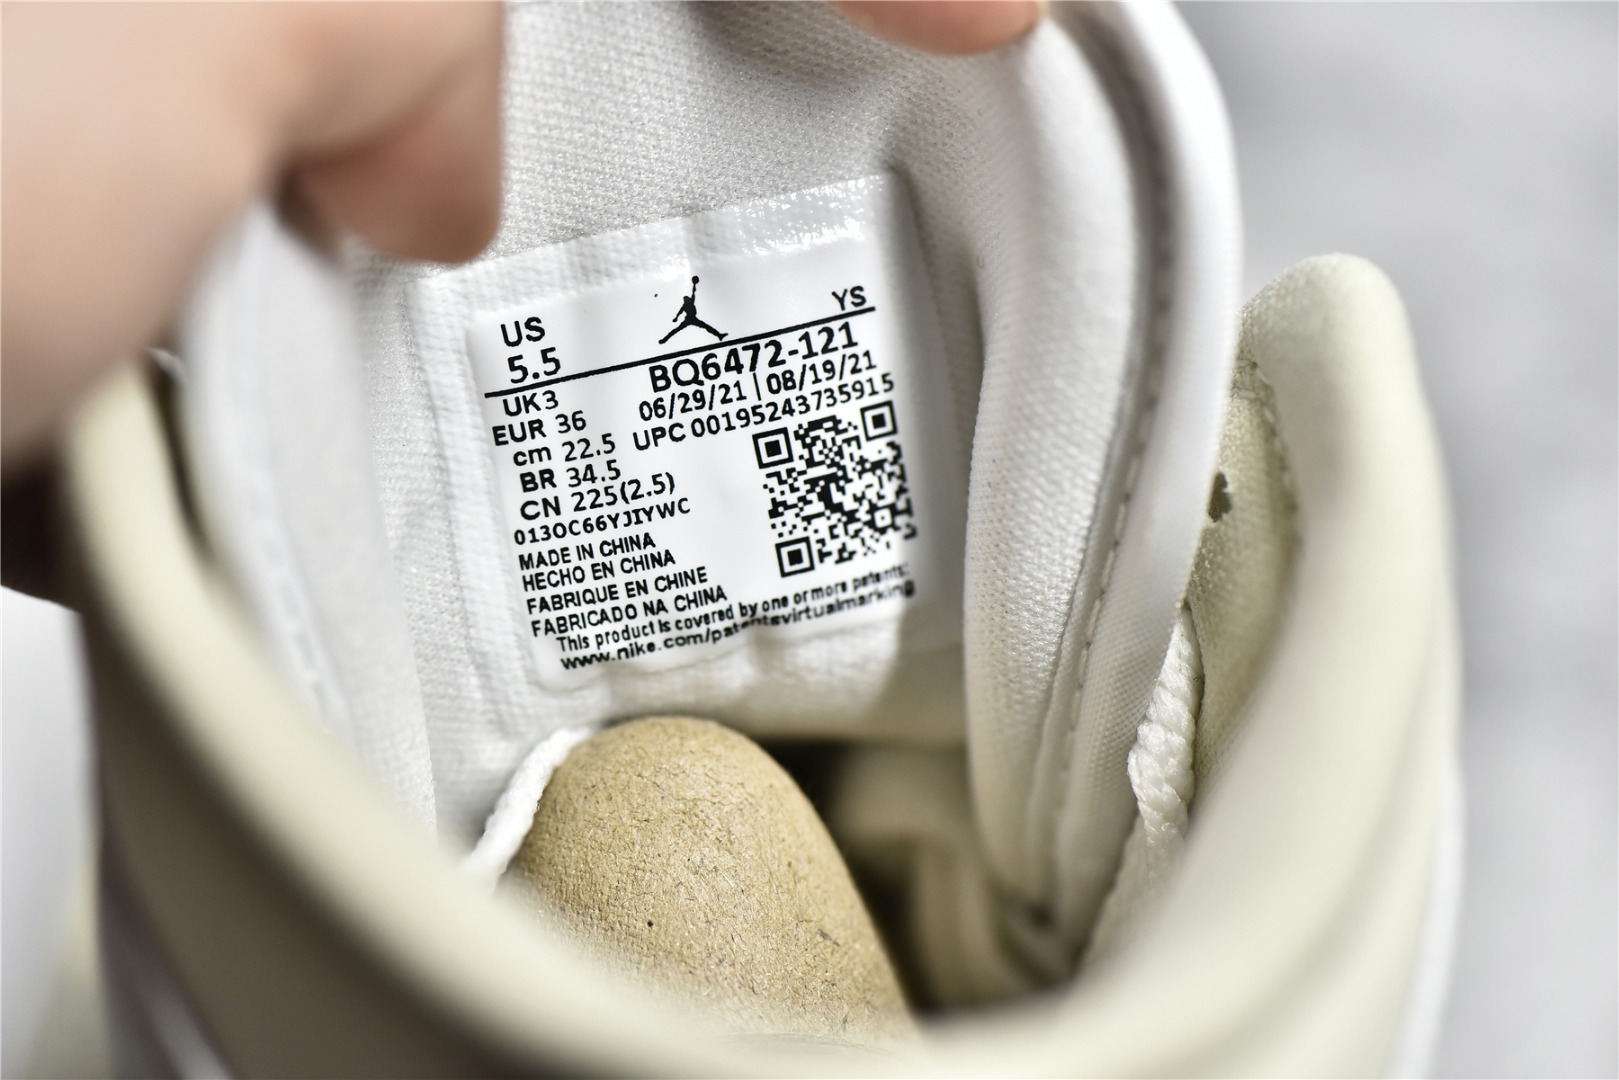 US
5.5
YS
BQ6472-121
UK3
06/29/21 | 08/19/21
EUR 36
UPC 00195243735915
cm 22.5
BR 34.5
CN 225(2.5)
013OC66YJIYWC
MADE IN CHINA
HECHO EN CHINA
FABRIQUE EN CHINE
FABRICADO NA CHINA
This product is covered by one or more patents:
www.nike.com/patentsvirtualmarking